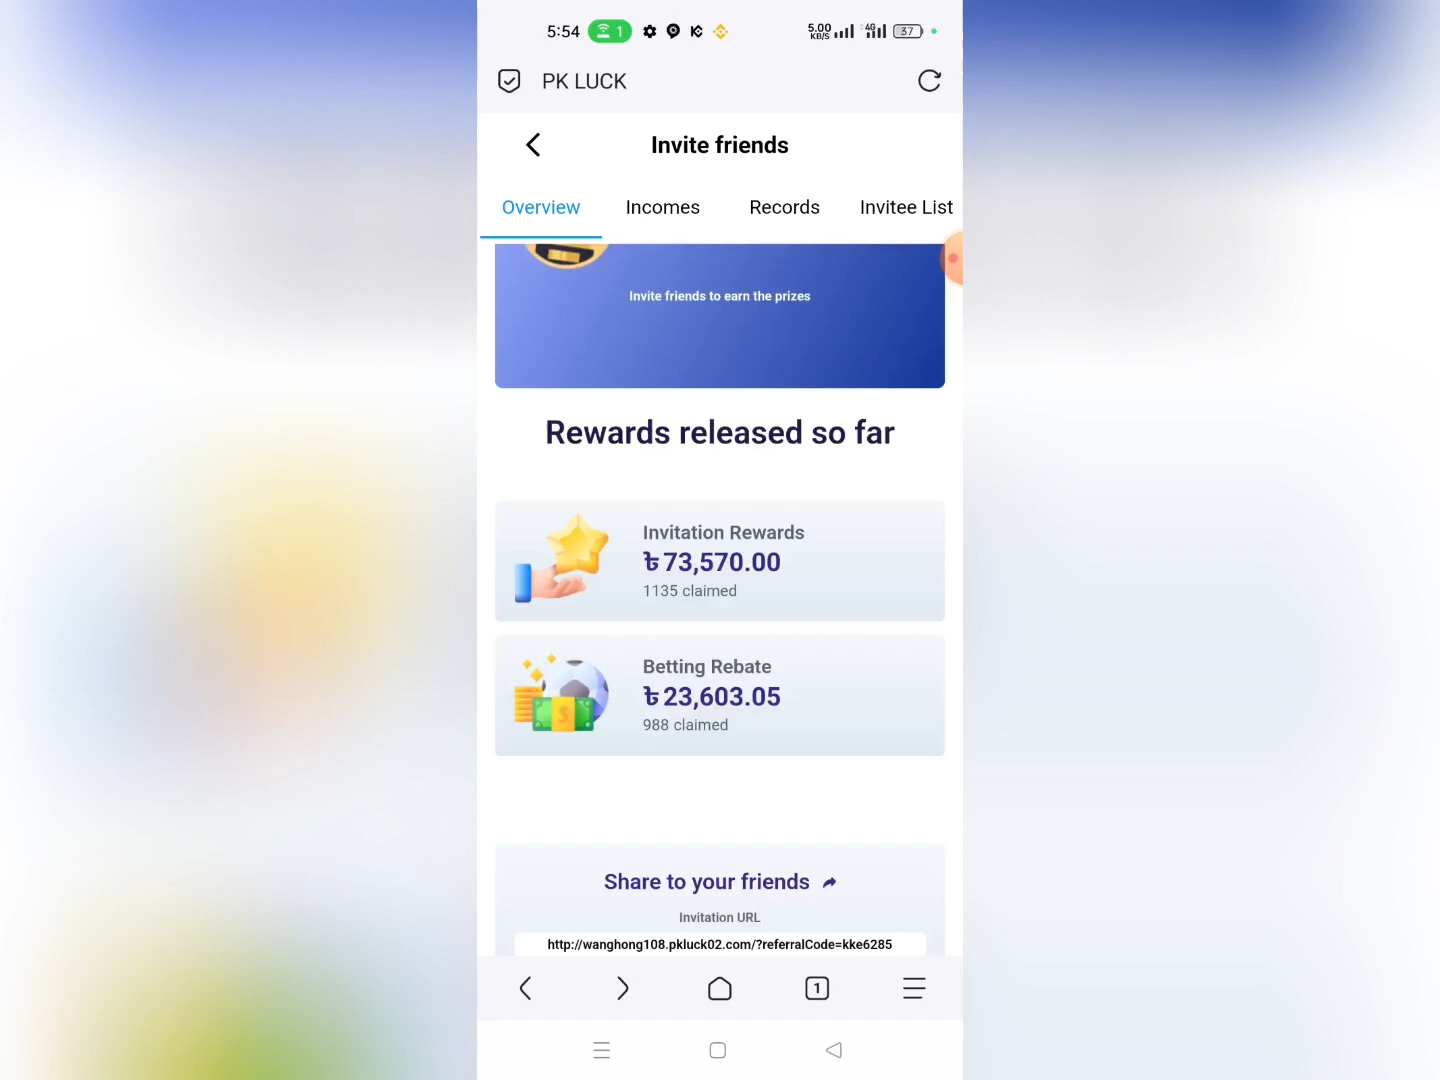 5:54
1
5.00
KB/S
4G
37
PK LUCK
Invite friends
Overview
Incomes
Records
Invitee List
Invite friends to earn the prizes
Rewards released so far
Invitation Rewards
৳ 73,570.00
1135 claimed
Betting Rebate
৳ 23,603.05
988 claimed
Share to your friends
Invitation URL
http://wanghong108.pkluck02.com/?referralCode=kke6285
1